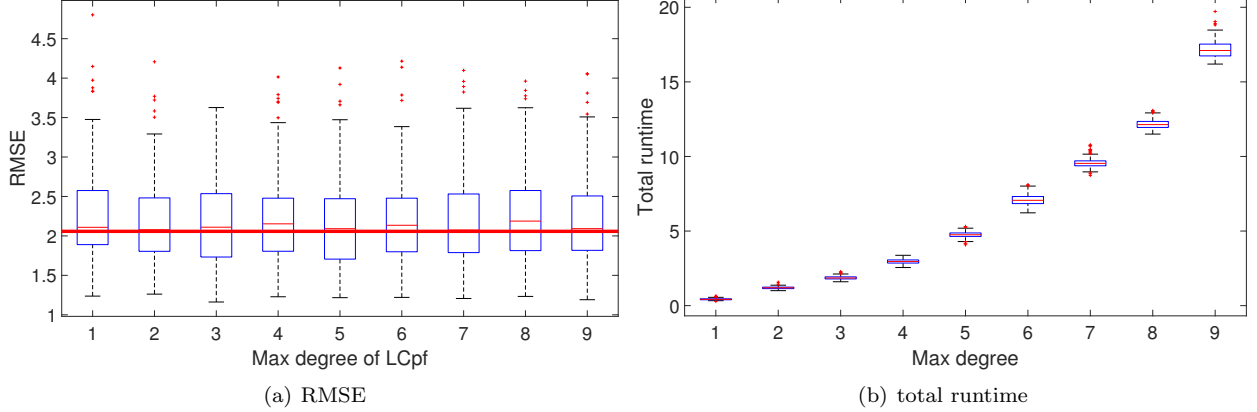 4.5
4
3.5
3
2.5
2
1.5
1
RMSE
1 2 3 4 5 6 7 8 9
Max degree of LCpf
(a) RMSE
20
15
10
5
0
Total runtime
1 2 3 4 5 6 7 8 9
Max degree
(b) total runtime